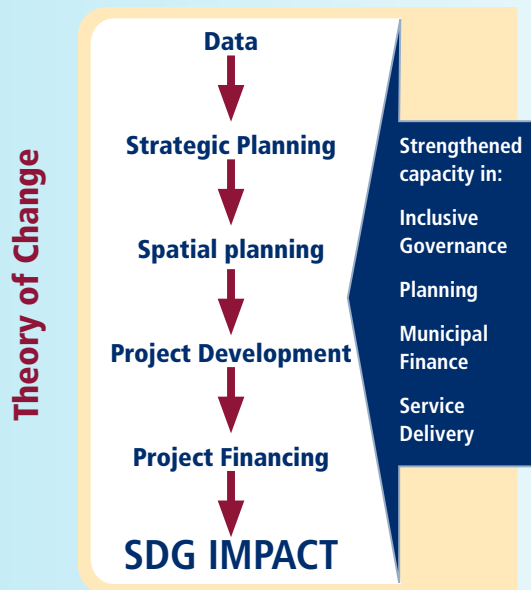 Theory of Change
Data
Strategic Planning
Spatial planning
Project Development
Project Financing
SDG IMPACT
Strengthened
capacity in:
Inclusive
Governance
Planning
Municipal
Finance
Service
Delivery